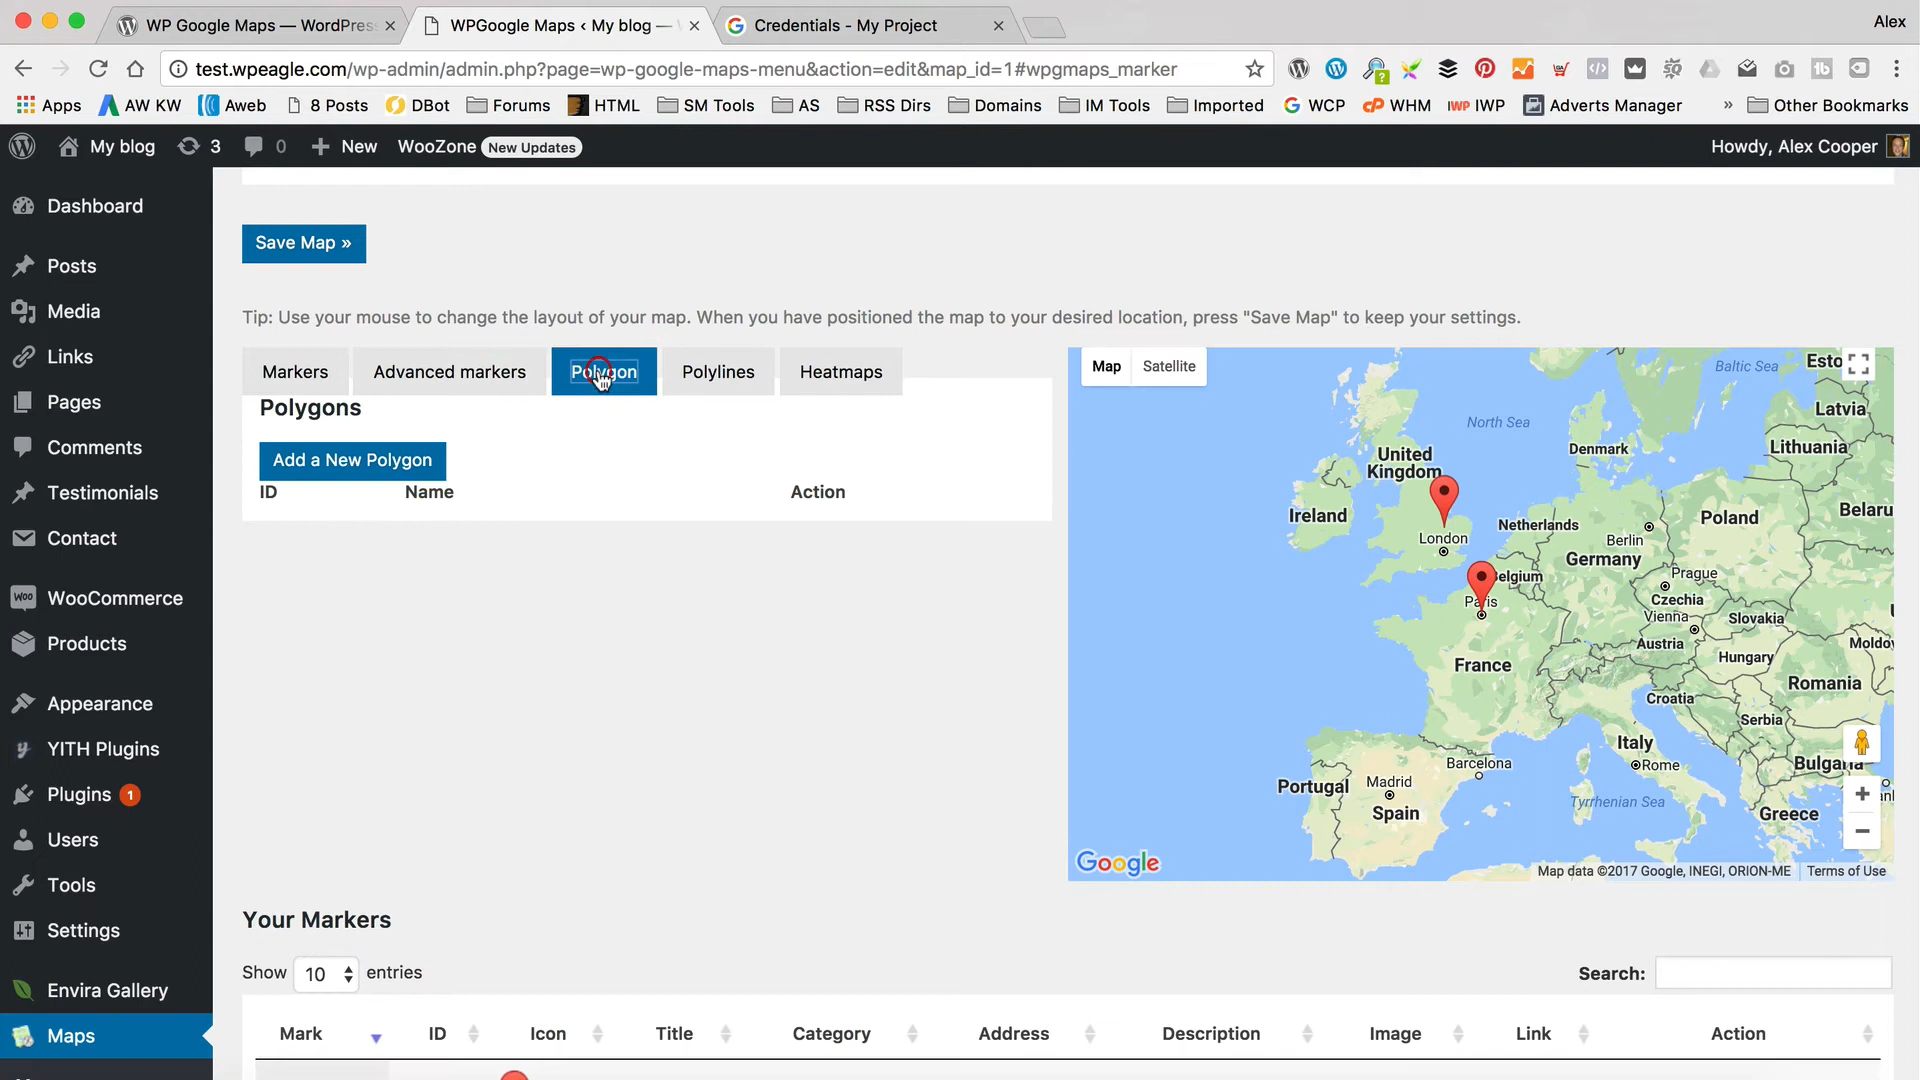 WP Google Maps — WordPress
WPGoogle Maps ‹ My blog —
Credentials - My Project
Alex
test.wpeagle.com/wp-admin/admin.php?page=wp-google-maps-menu&action=edit&map_id=1#wpgmaps_marker
Apps
AW KW
Aweb
8 Posts
DBot
Forums
HTML
SM Tools
AS
RSS Dirs
Domains
IM Tools
Imported
WCP
cP WHM
IWP IWP
Adverts Manager
»
Other Bookmarks
My blog
3
0
New
WooZone New Updates
Howdy, Alex Cooper
Dashboard
Posts
Media
Links
Pages
Comments
Testimonials
Contact
WooCommerce
Products
Appearance
YITH Plugins
Plugins 1
Users
Tools
Settings
Envira Gallery
Maps
Save Map »
Tip: Use your mouse to change the layout of your map. When you have positioned the map to your desired location, press "Save Map" to keep your settings.
Markers
Advanced markers
Polygon
Polylines
Heatmaps
Polygons
Add a New Polygon
ID
Name
Action
Map
Satellite
Baltic Sea
Esto
North Sea
Latvia
Denmark
Lithuania
United
Kingdom
Ireland
Netherlands
Poland
Belaru
London
Berlin
Germany
Belgium
Prague
Paris
Czechia
Vienna
Slovakia
Austria
Moldo
Hungary
France
Romania
Croatia
Serbia
Italy
Barcelona
Rome
Bulgaria
Portugal
Madrid
Spain
Tyrrhenian Sea
Greece
Google
Map data ©2017 Google, INEGI, ORION-ME
Terms of Use
Your Markers
Show 10 entries
Search:
Mark
ID
Icon
Title
Category
Address
Description
Image
Link
Action